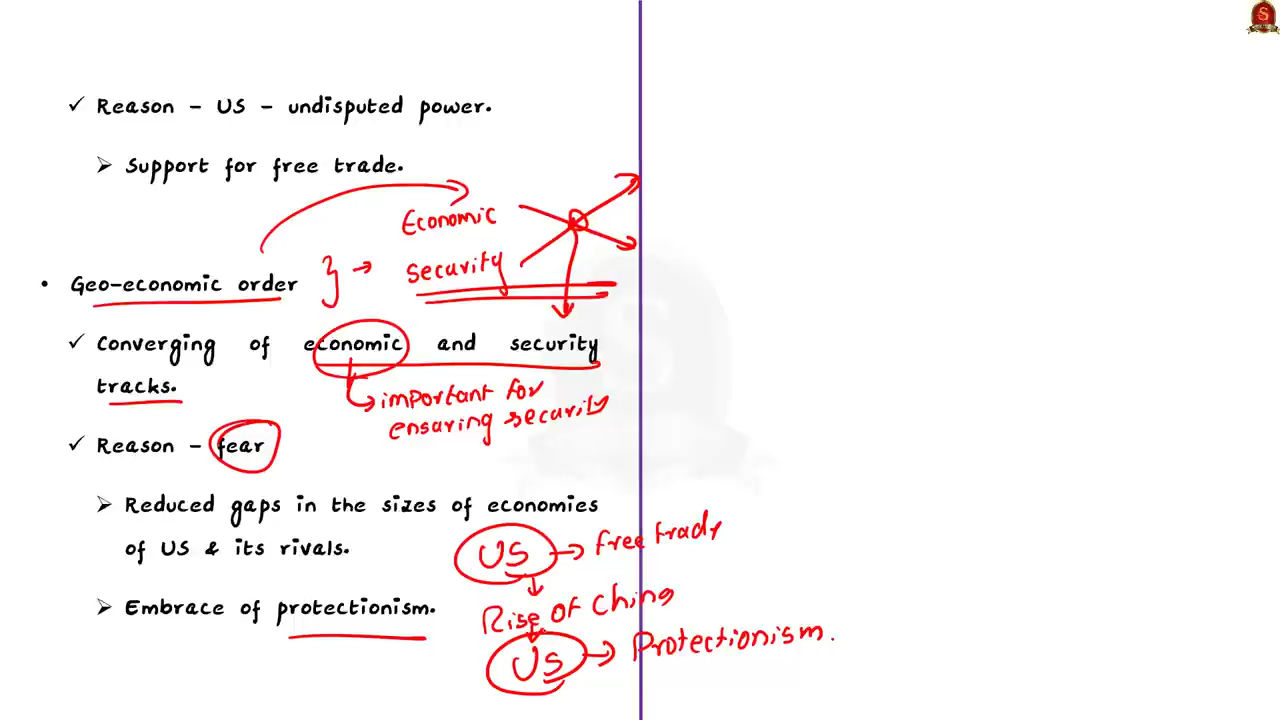 ✓ Reason - US - undisputed power.
➢ Support for free trade.
Economic
Security
• Geo-economic order } →
✓ Converging of economic and security
tracks.
important for
ensuring security
✓ Reason - fear
➢ Reduced gaps in the sizes of economies
of US & its rivals.
US → free trade
➢ Embrace of protectionism.
Rise of China
US → Protectionism.